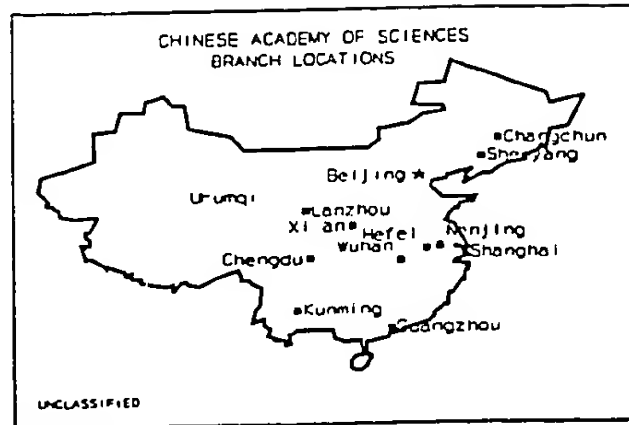 CHINESE ACADEMY OF SCIENCES
BRANCH LOCATIONS
Changchun
Shenyang
Beijing
Urumqi
Lanzhou
Xi an
Hefei
Nanjing
Wuhan
Shanghai
Chengdu
Kunming
Guangzhou
UNCLASSIFIED